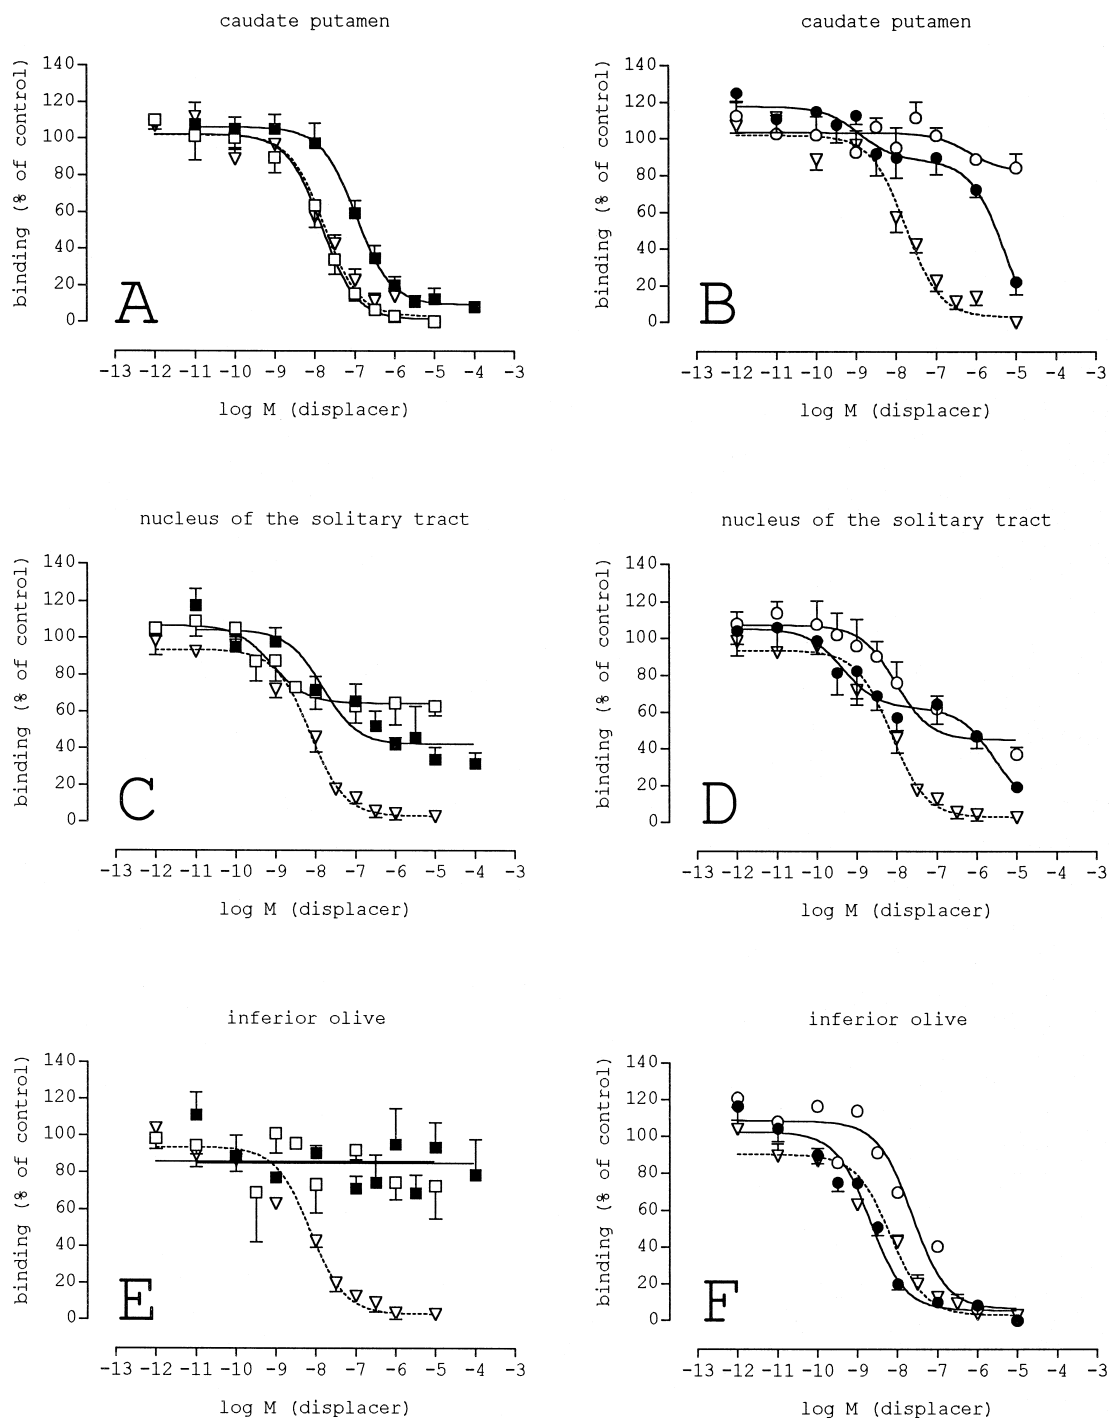 caudate putamen
binding (% of control)
140
120
100
80
60
40
20
0
A
-13 -12 -11 -10 -9 -8 -7 -6 -5 -4 -3
log M (displacer)
caudate putamen
binding (% of control)
140
120
100
80
60
40
20
0
B
-13 -12 -11 -10 -9 -8 -7 -6 -5 -4 -3
log M (displacer)
nucleus of the solitary tract
binding (% of control)
140
120
100
80
60
40
20
0
C
-13 -12 -11 -10 -9 -8 -7 -6 -5 -4 -3
log M (displacer)
nucleus of the solitary tract
binding (% of control)
140
120
100
80
60
40
20
0
D
-13 -12 -11 -10 -9 -8 -7 -6 -5 -4 -3
log M (displacer)
inferior olive
binding (% of control)
140
120
100
80
60
40
20
0
E
-13 -12 -11 -10 -9 -8 -7 -6 -5 -4 -3
log M (displacer)
inferior olive
binding (% of control)
140
120
100
80
60
40
20
0
F
-13 -12 -11 -10 -9 -8 -7 -6 -5 -4 -3
log M (displacer)